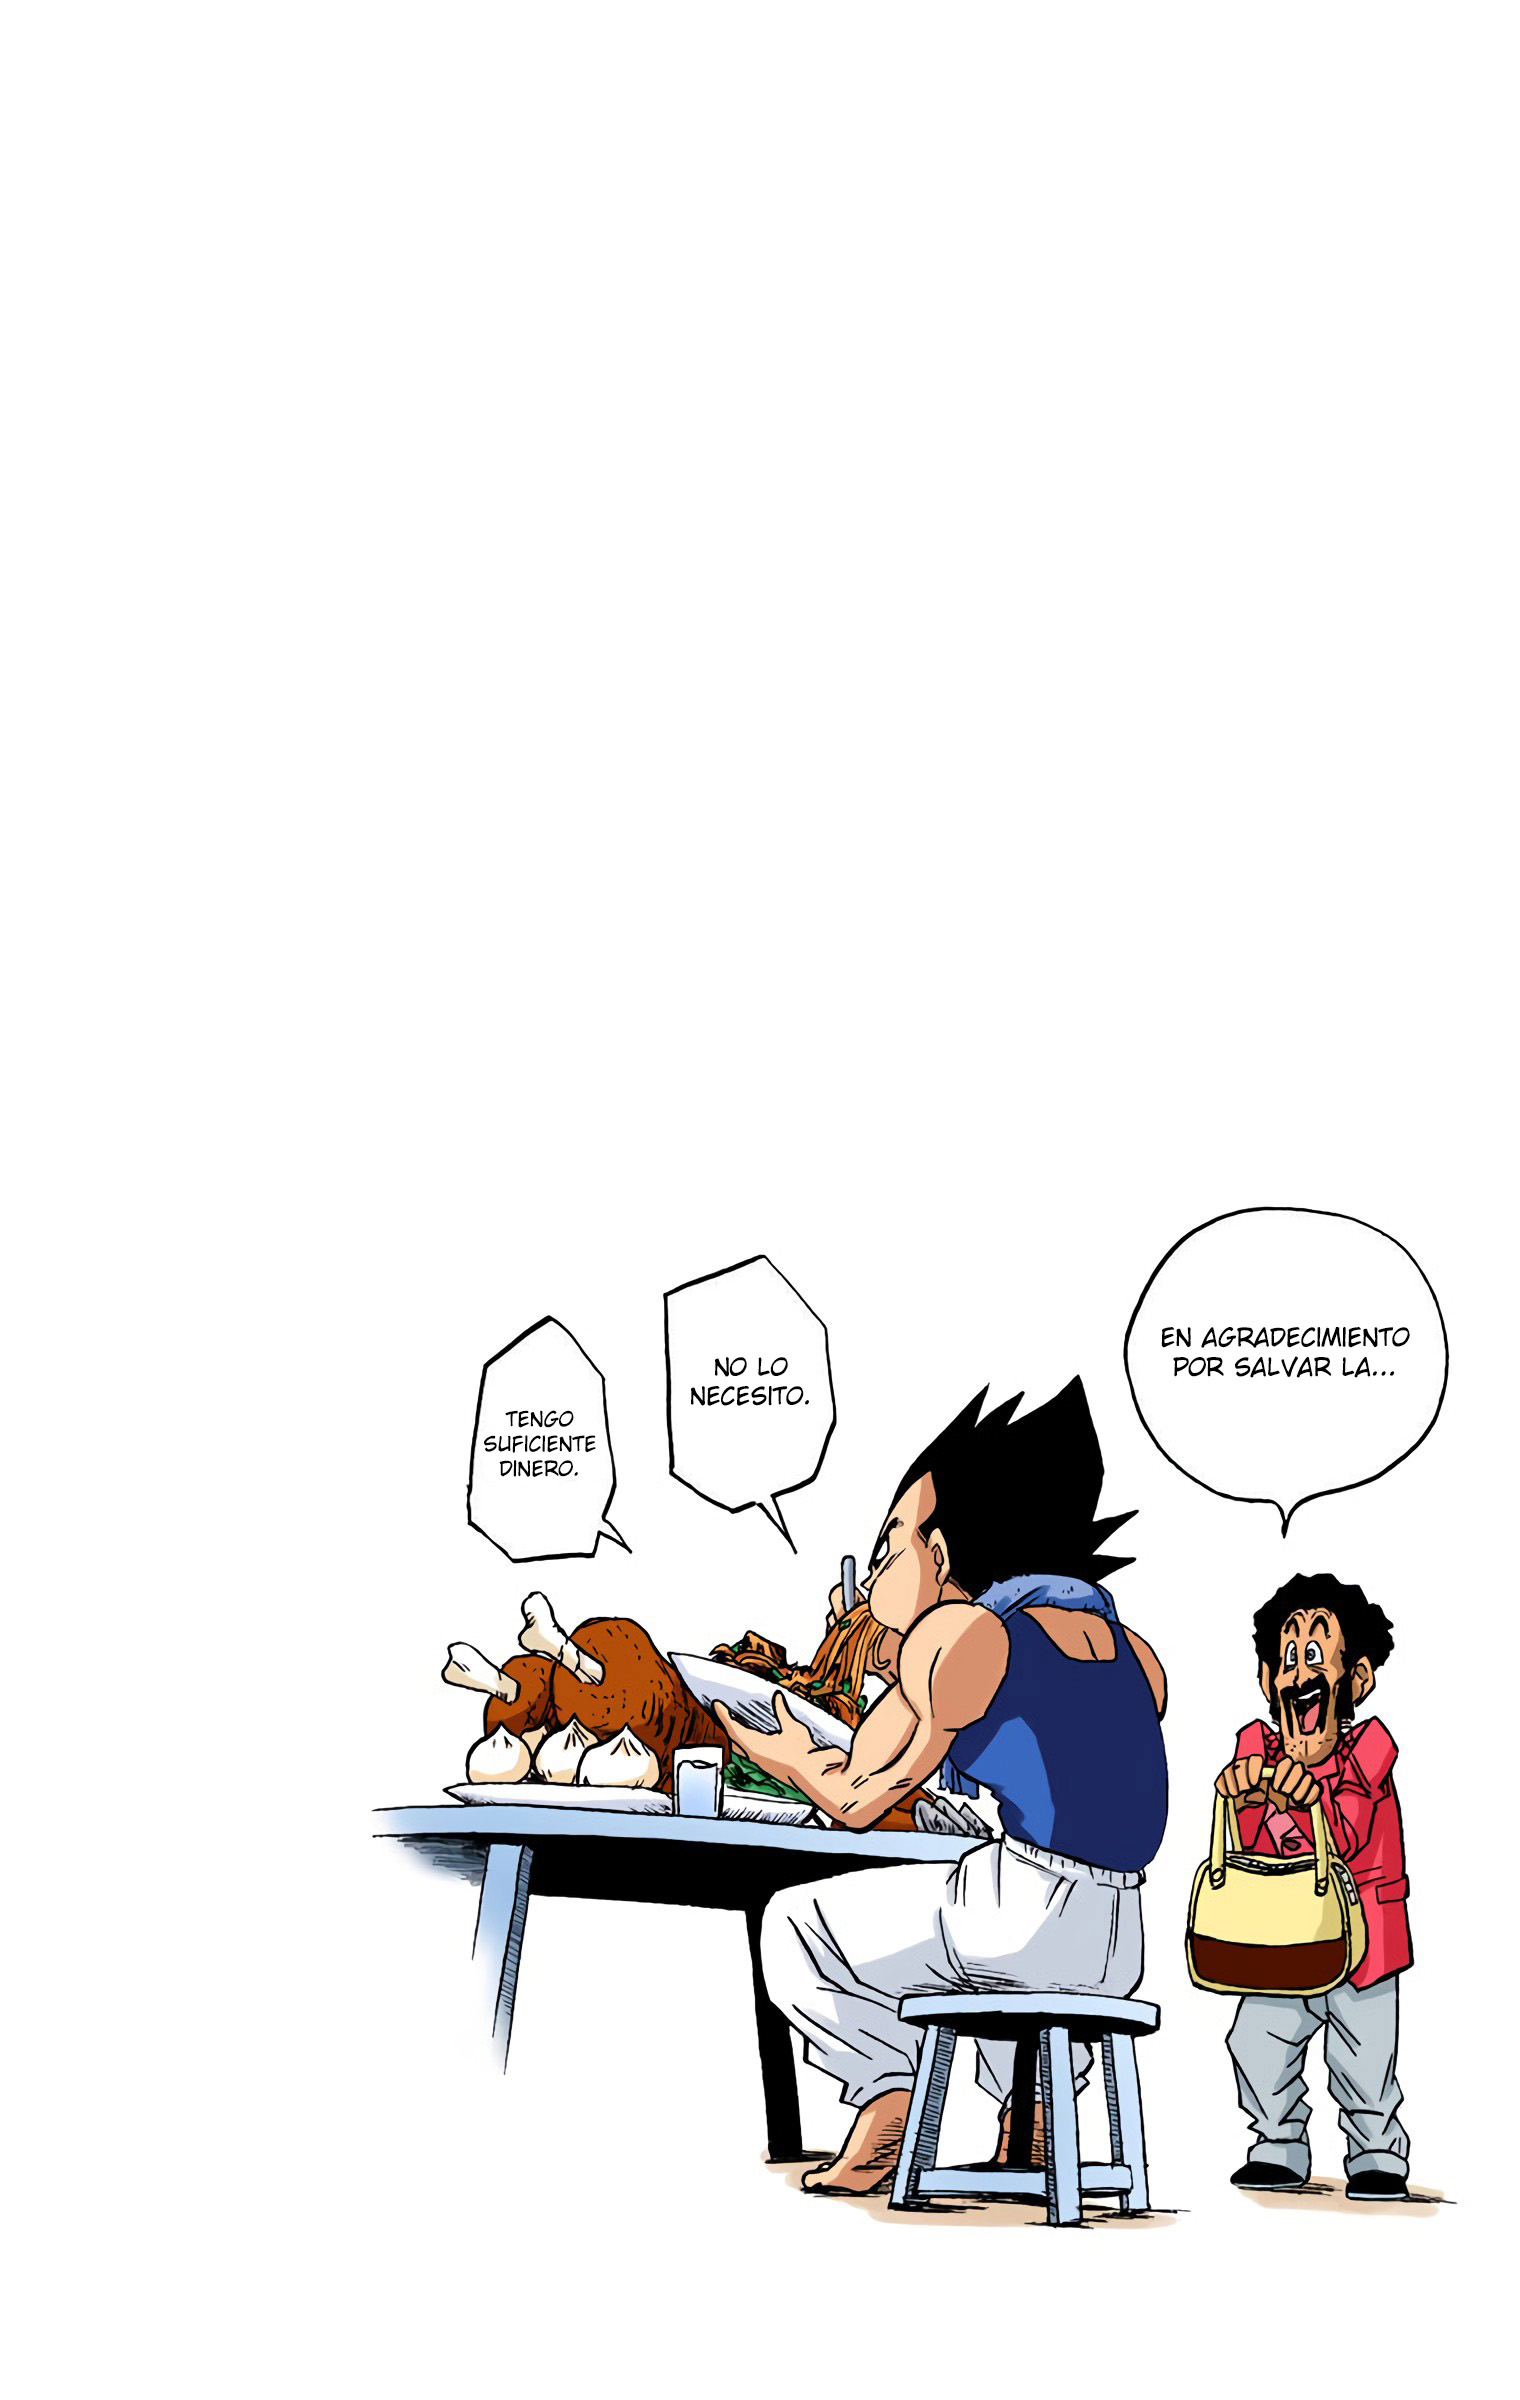 EN AGRADECIMIENTO
POR SALVAR LA...
NO LO
NECESITO.
TENGO
SUFICIENTE
DINERO.